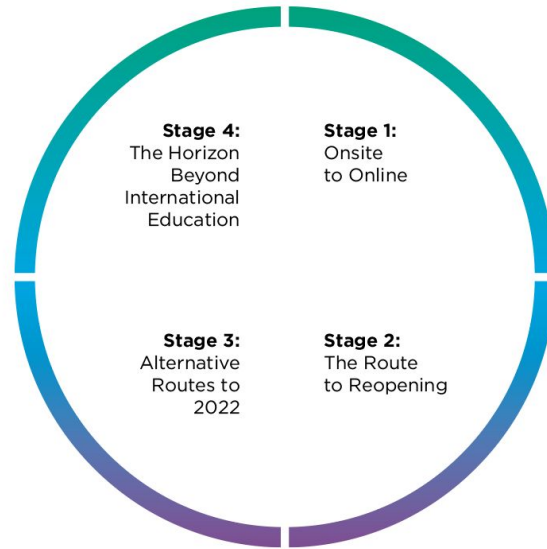 Stage 4:
The Horizon
Beyond
International
Education
Stage 1:
Onsite
to Online
Stage 3:
Alternative
Routes to
2022
Stage 2:
The Route
to Reopening